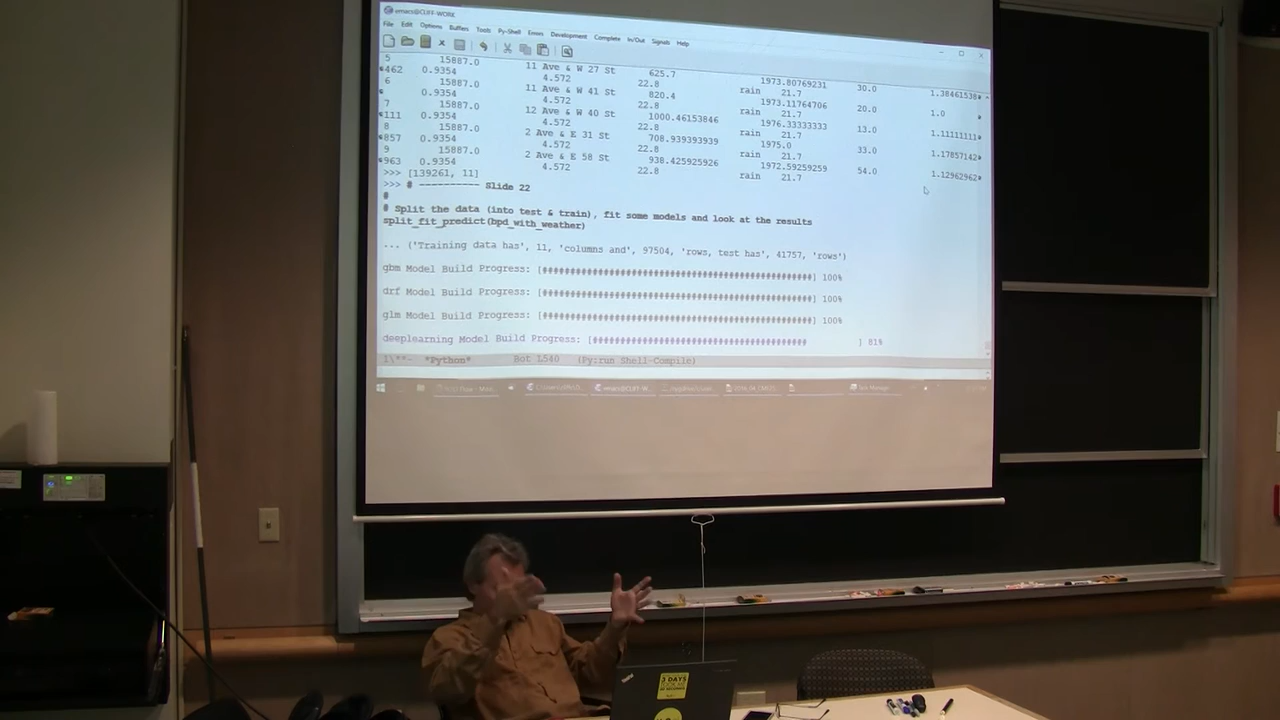 emacs@CLIFF-WORK
File Edit Options Buffers Tools Py-Shell Errors Development Complete In/Out Signals Help
5 15887.0 11 Ave & W 27 St 625.7 1973.80769231 30.0 1.38461538
462 0.9354 4.572 22.8 rain 21.7
6 15887.0 11 Ave & W 41 St 820.4 1973.11764706 20.0 1.0
0.9354 4.572 22.8 rain 21.7
7 15887.0 12 Ave & W 40 St 1000.46153846 1976.33333333 13.0 1.11111111
111 0.9354 4.572 22.8 rain 21.7
8 15887.0 2 Ave & E 31 St 708.939393939 1975.0 33.0 1.17857142
857 0.9354 4.572 22.8 rain 21.7
9 15887.0 2 Ave & E 58 St 938.425925926 1972.59259259 54.0 1.12962962
963 0.9354 4.572 22.8 rain 21.7
>>> [139261, 11]
>>> # ---------- Slide 22
#
# Split the data (into test & train), fit some models and look at the results
split_fit_predict(bpd_with_weather)
... ('Training data has', 11, 'columns and', 97504, 'rows, test has', 41757, 'rows')
gbm Model Build Progress: [##################################################] 100%
drf Model Build Progress: [##################################################] 100%
glm Model Build Progress: [##################################################] 100%
deeplearning Model Build Progress: [######################################## ] 81%
1\**- *Python* Bot L540 (Py:run Shell-Compile)
emacs@CLIFF-W...
3 DAYS